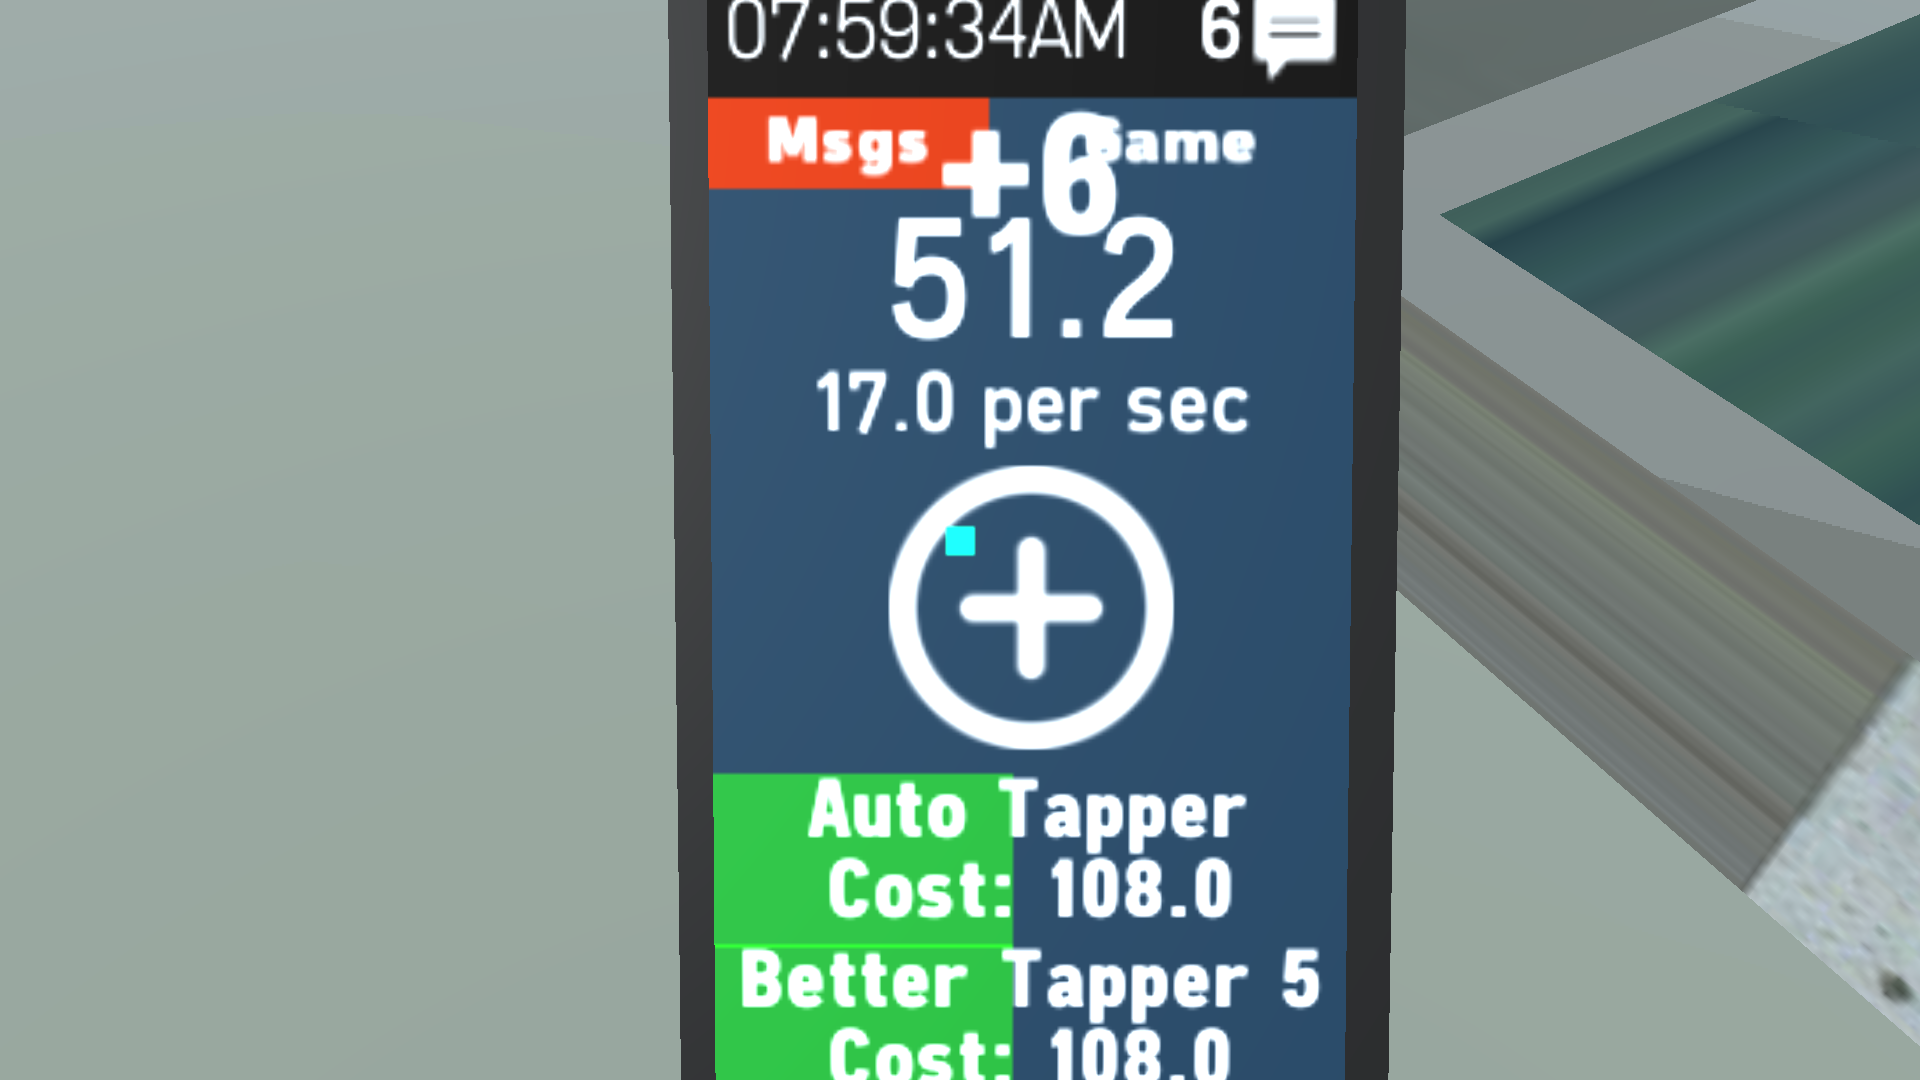 07:59:34AM 6
Msgs Game
+6
51.2
17.0 per sec
Auto Tapper
Cost: 108.0
Better Tapper 5
Cost: 108.0